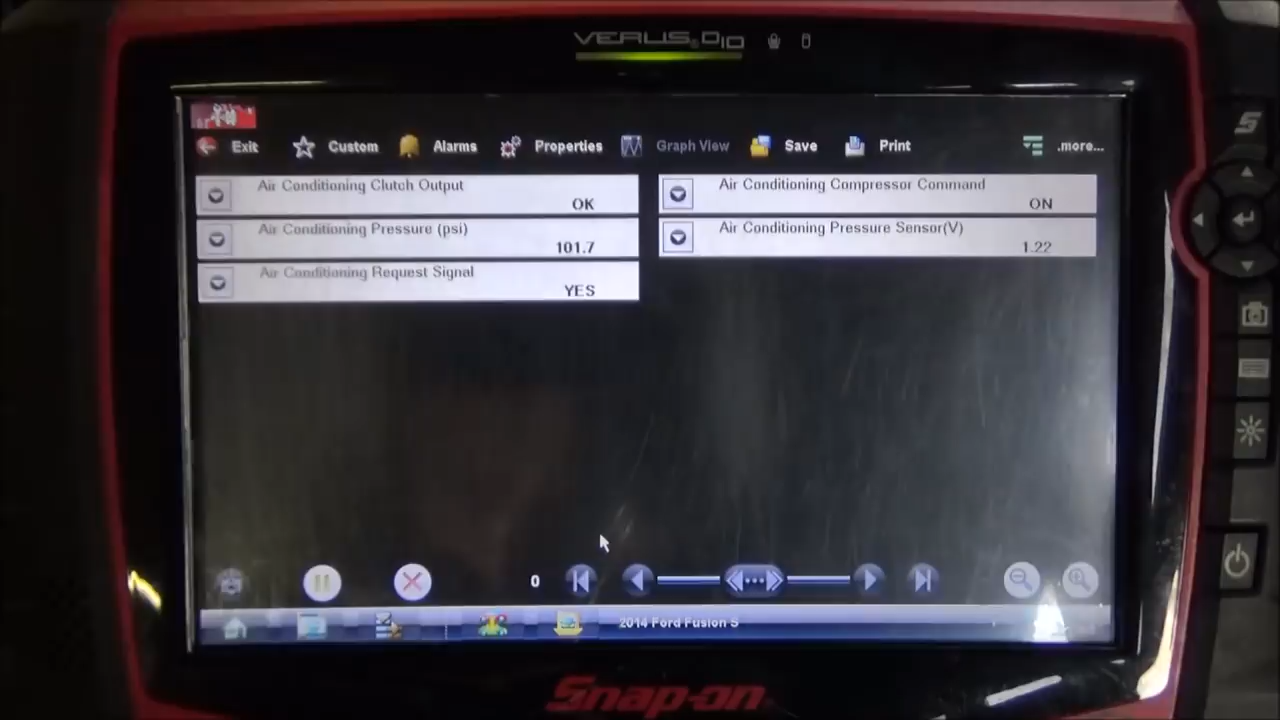 VERUS® D10
Exit Custom Alarms Properties Graph View Save Print .more...
Air Conditioning Clutch Output
OK
Air Conditioning Compressor Command
ON
Air Conditioning Pressure (psi)
101.7
Air Conditioning Pressure Sensor(V)
1.22
Air Conditioning Request Signal
YES
0
2014 Ford Fusion S
Snap-on